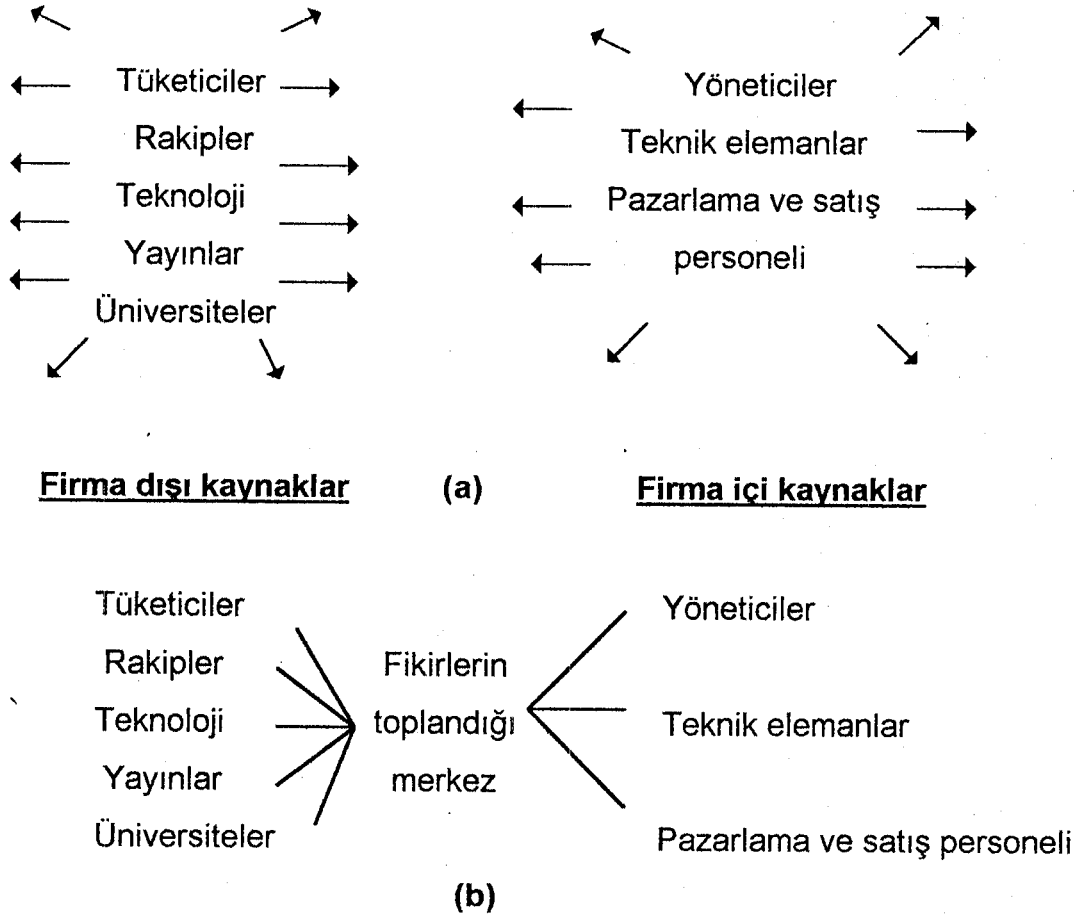 Tüketiciler
Rakipler
Teknoloji
Yayınlar
Üniversiteler
Yöneticiler
Teknik elemanlar
Pazarlama ve satış
personeli
Firma dışı kaynaklar
(a)
Firma içi kaynaklar
Tüketiciler
Rakipler
Teknoloji
Yayınlar
Üniversiteler
Fikirlerin
toplandığı
merkez
Yöneticiler
Teknik elemanlar
Pazarlama ve satış personeli
(b)